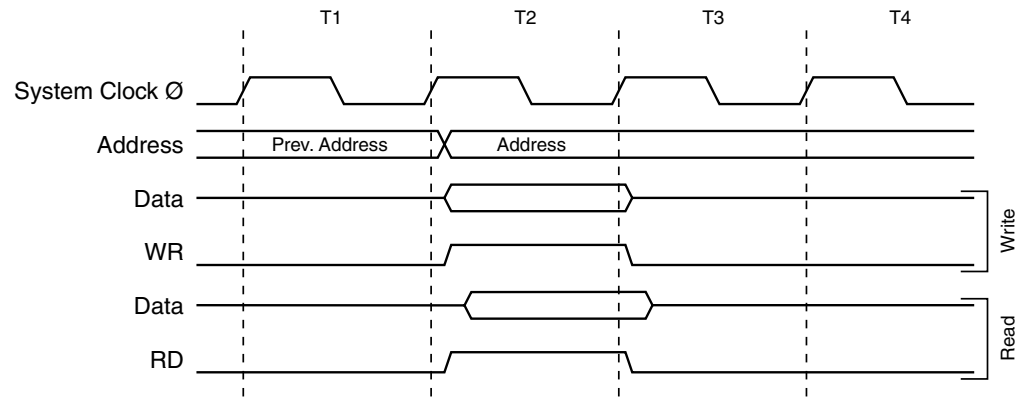 T1 T2 T3 T4
System Clock Ø
Address Prev. Address Address
Data
WR
Write
Data
RD
Read